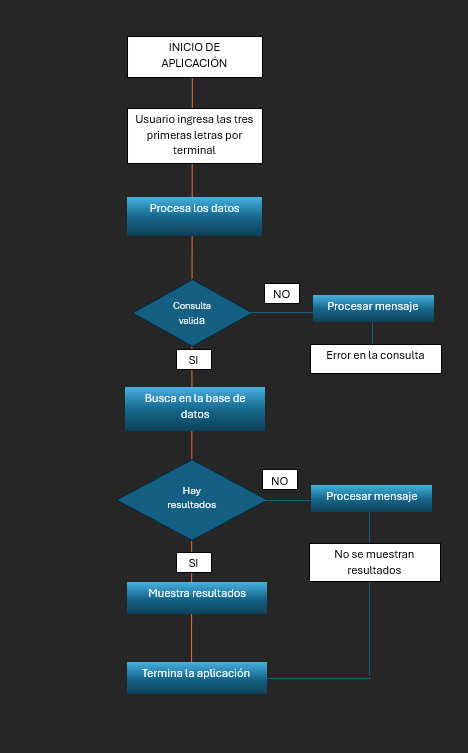 INICIO DE
APLICACIÓN
Usuario ingresa las tres
primeras letras por
terminal
Procesa los datos
Consulta
valida
NO
Procesar mensaje
Error en la consulta
SI
Busca en la base de
datos
Hay
resultados
NO
Procesar mensaje
No se muestran
resultados
SI
Muestra resultados
Termina la aplicación